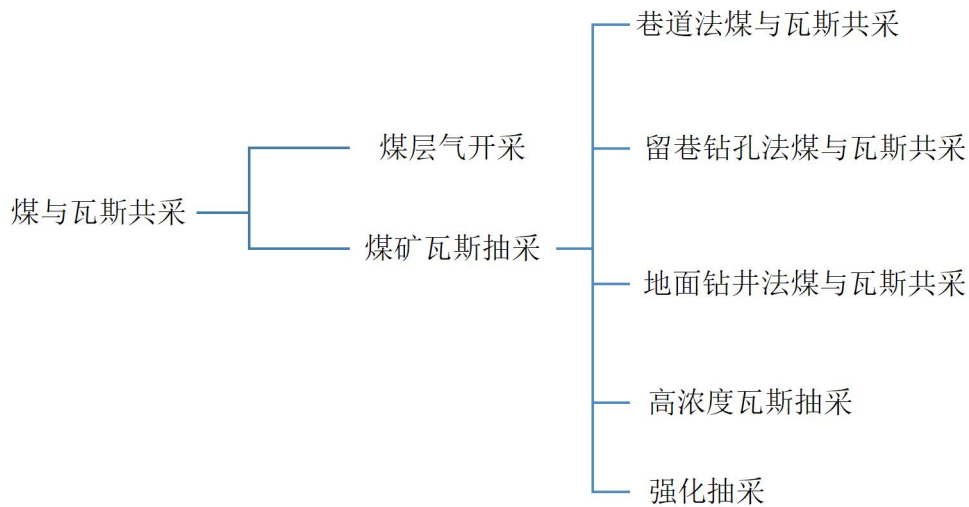 巷道法煤与瓦斯共采
煤层气开采
留巷钻孔法煤与瓦斯共采
煤与瓦斯共采
煤矿瓦斯抽采
地面钻井法煤与瓦斯共采
高浓度瓦斯抽采
强化抽采